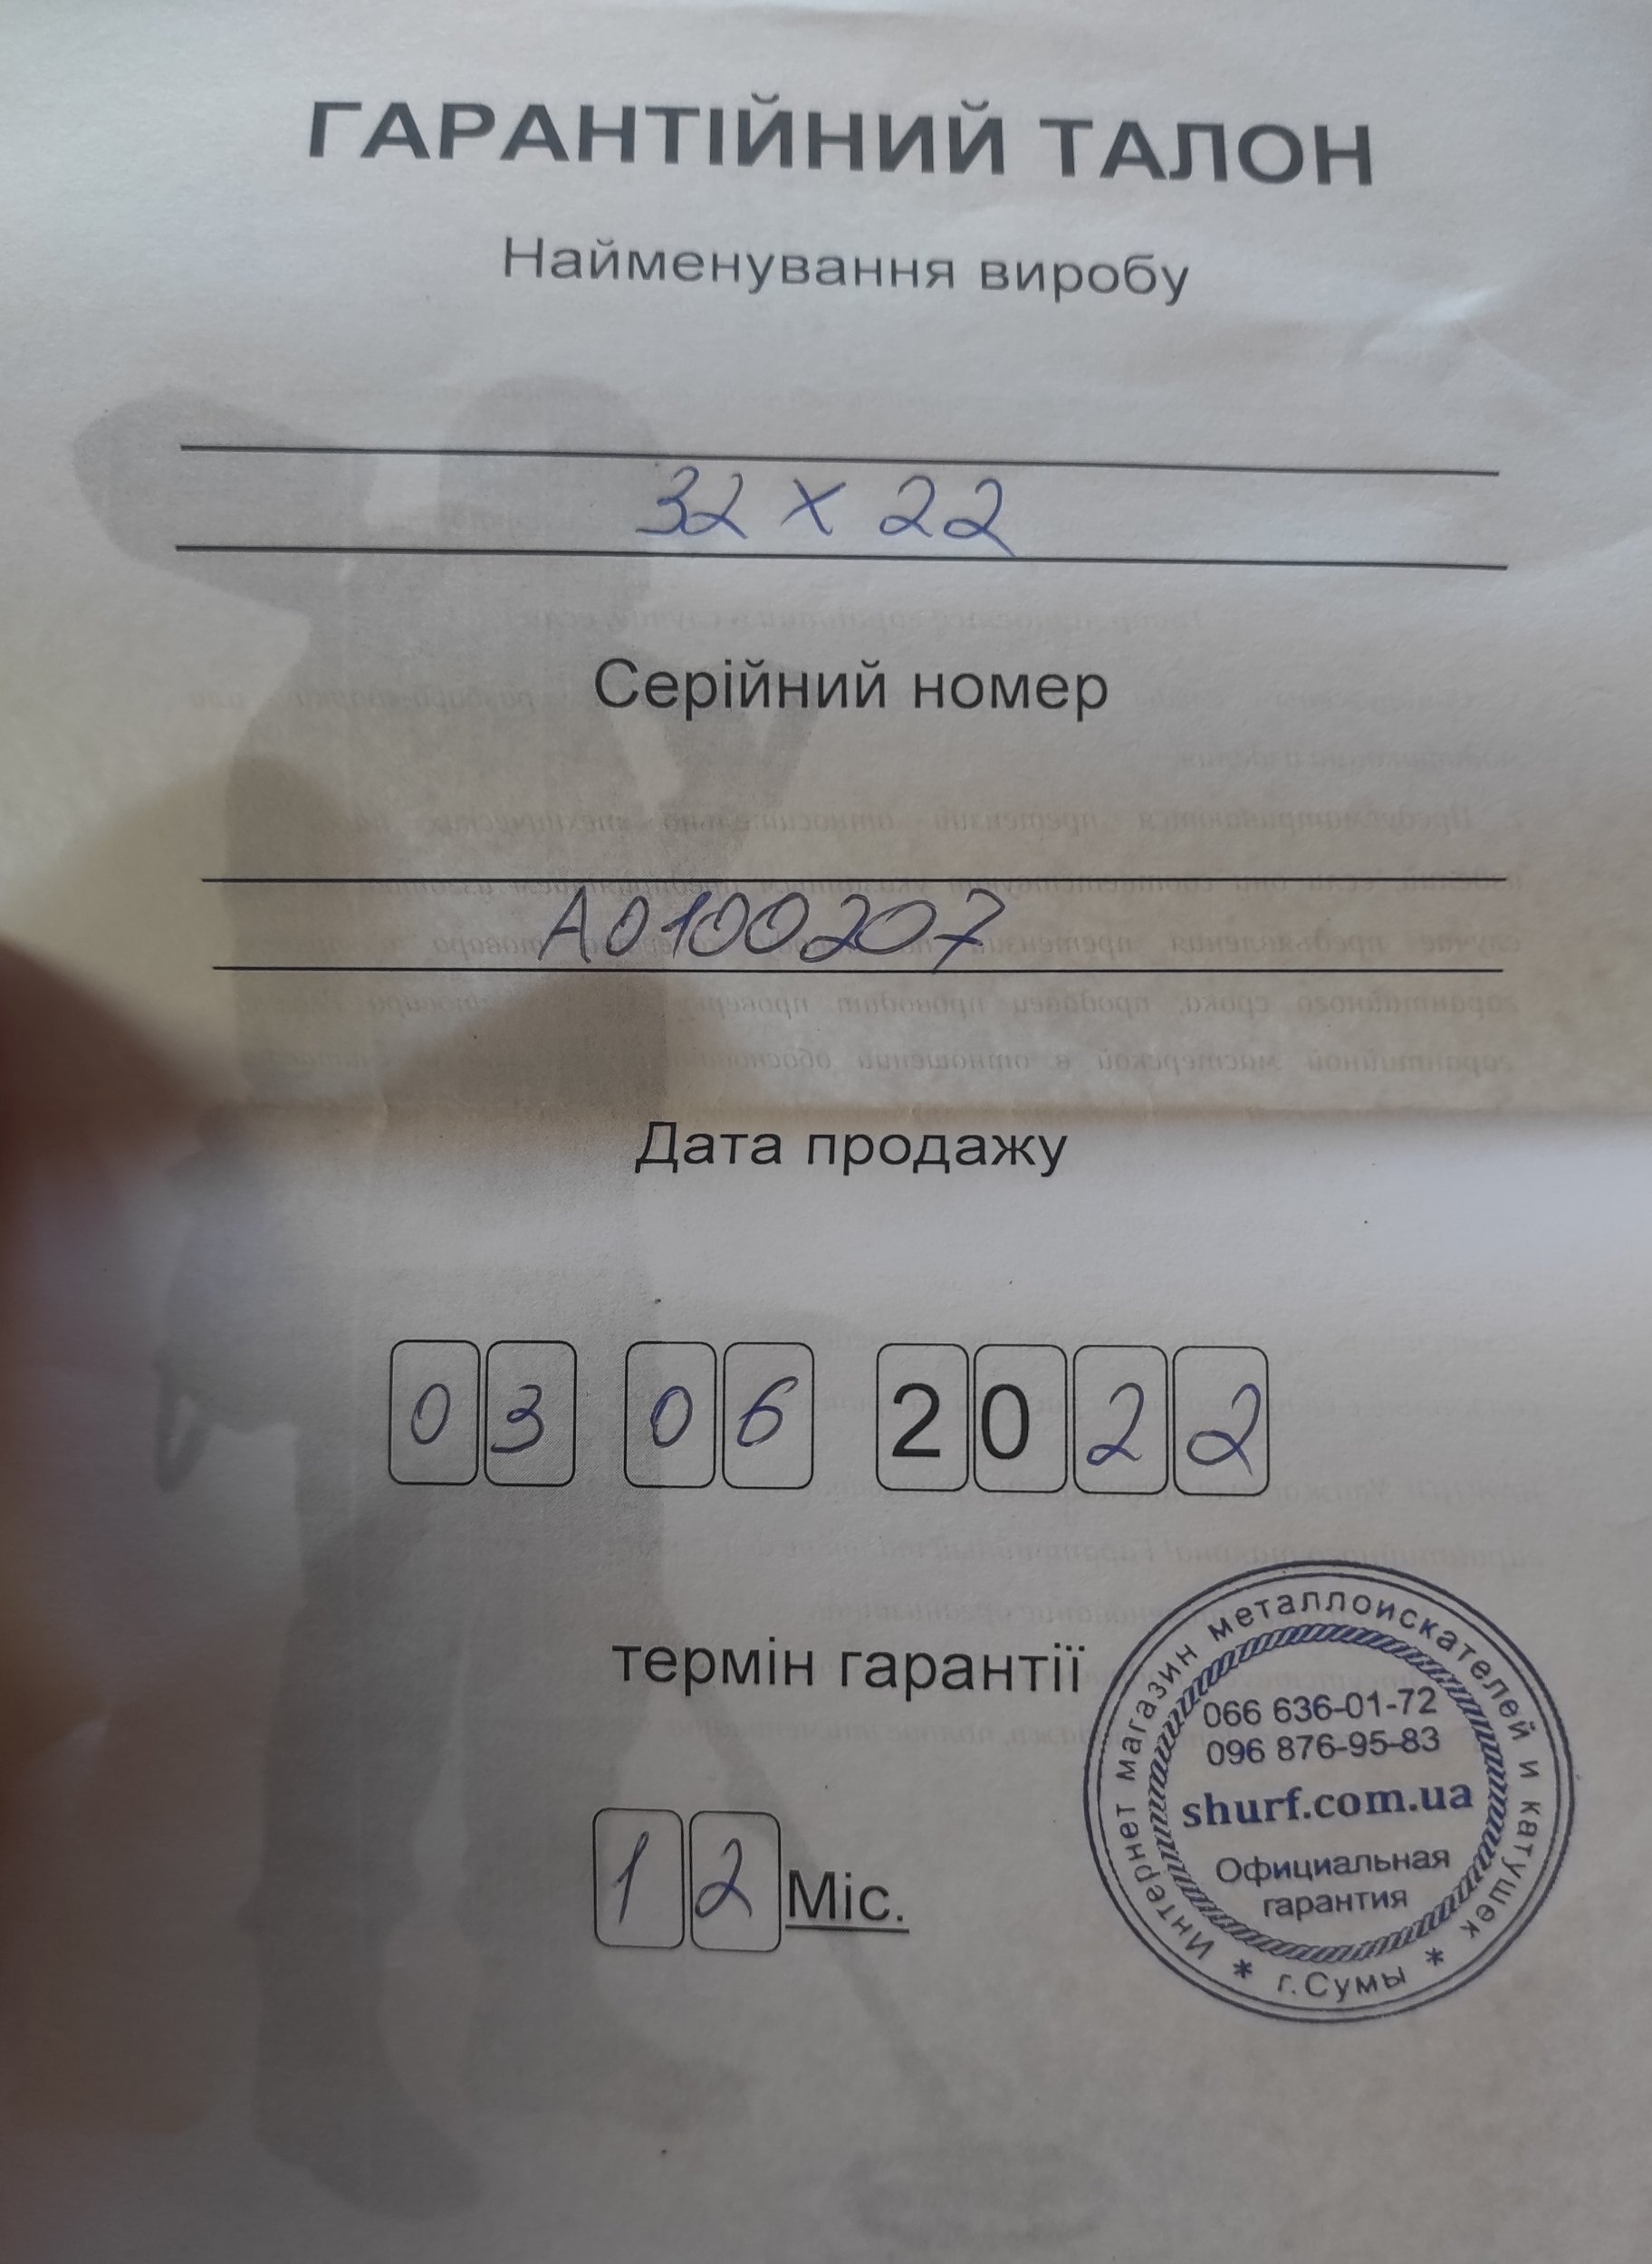 ГАРАНТІЙНИЙ ТАЛОН
Найменування виробу
32 x 22
Серійний номер
А0100207
Дата продажу
03 06 2022
термін гарантії
12 Міс.
Интернет магазин металлоискателей и катушек
066 636-01-72
096 876-95-83
shurf.com.ua
Официальная
гарантия
* г.Сумы *